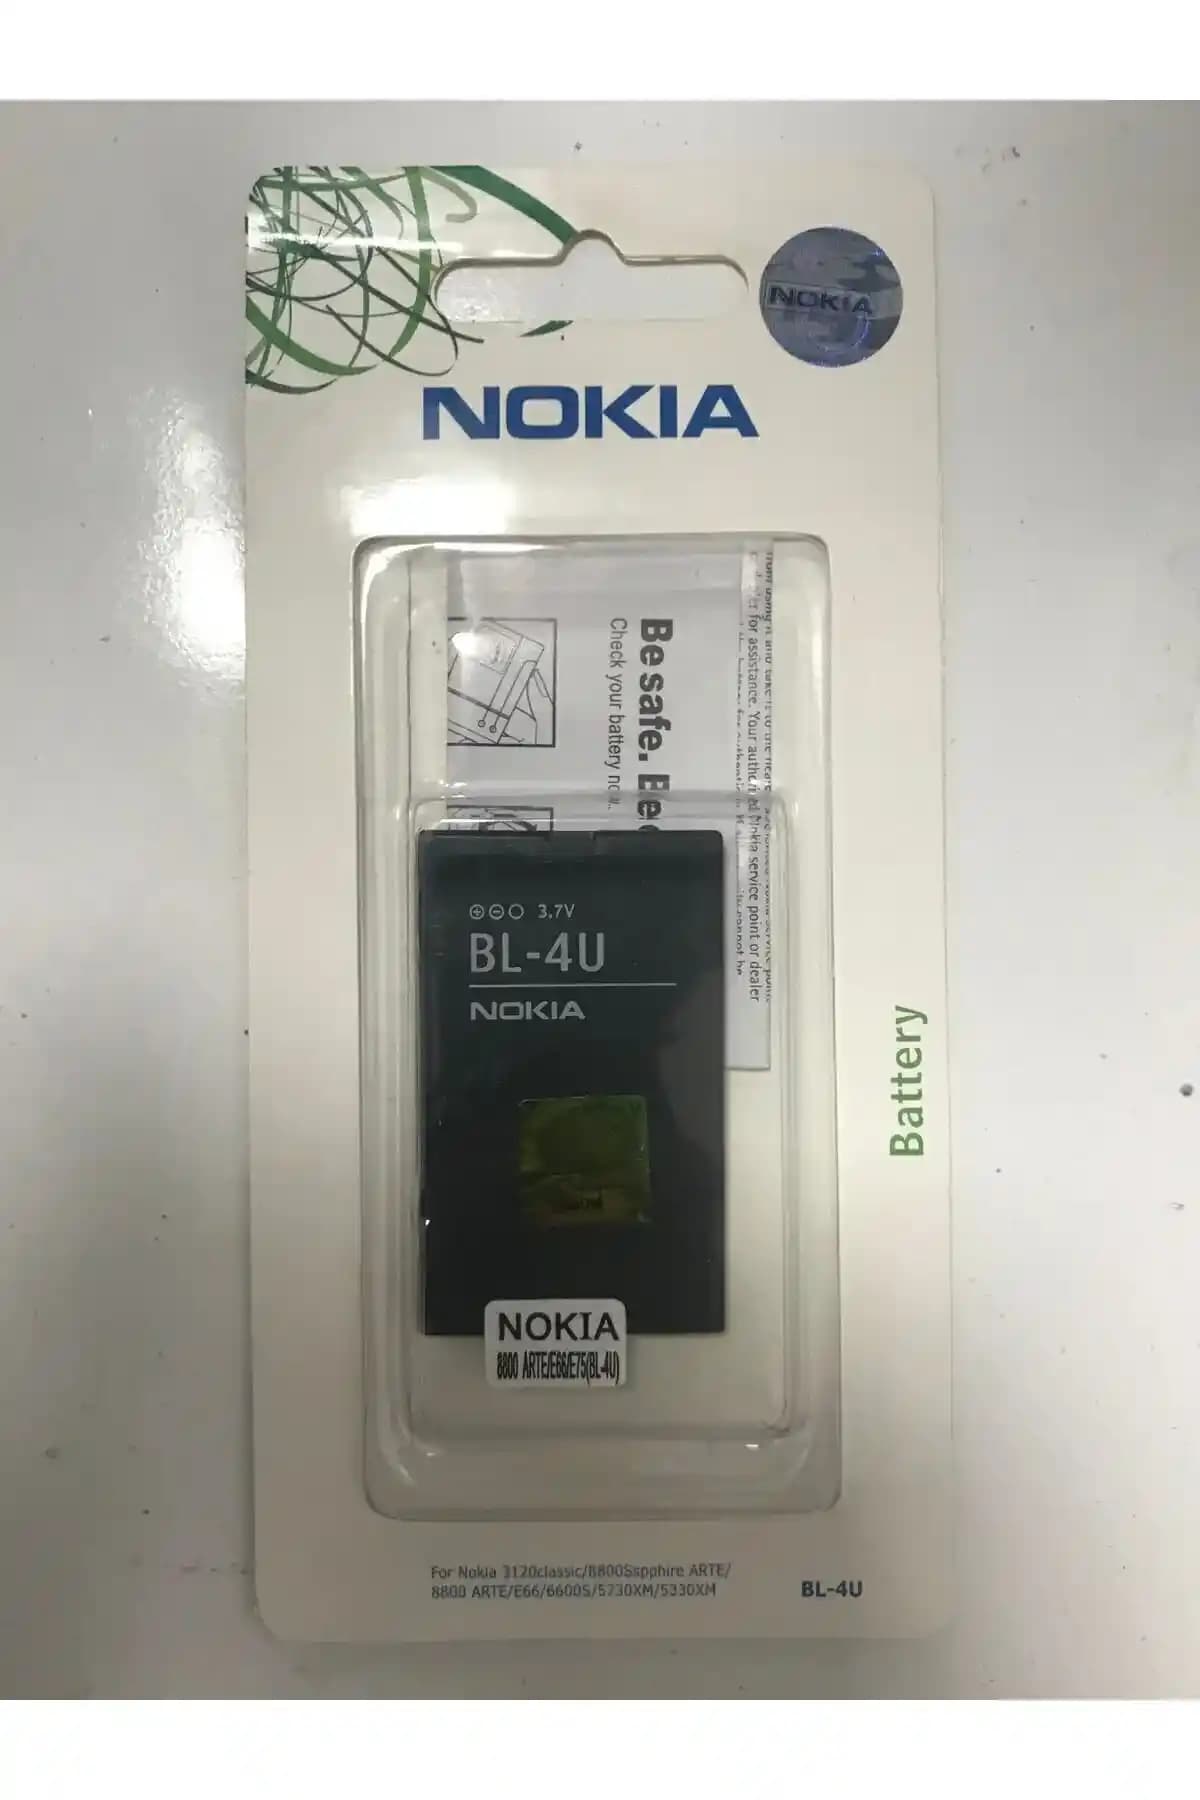 NOKIA
NOKIA
Be safe. Be
Check your battery now.
for assistance. Your authorized Nokia service point or dealer
3.7V
BL-4U
NOKIA
Battery
NOKIA
8800 ARTE/E66/E75(BL-4U)
For Nokia 3120classic/8800Sspphire ARTE/
8800 ARTE/E66/6600S/5730XM/5330XM
BL-4U